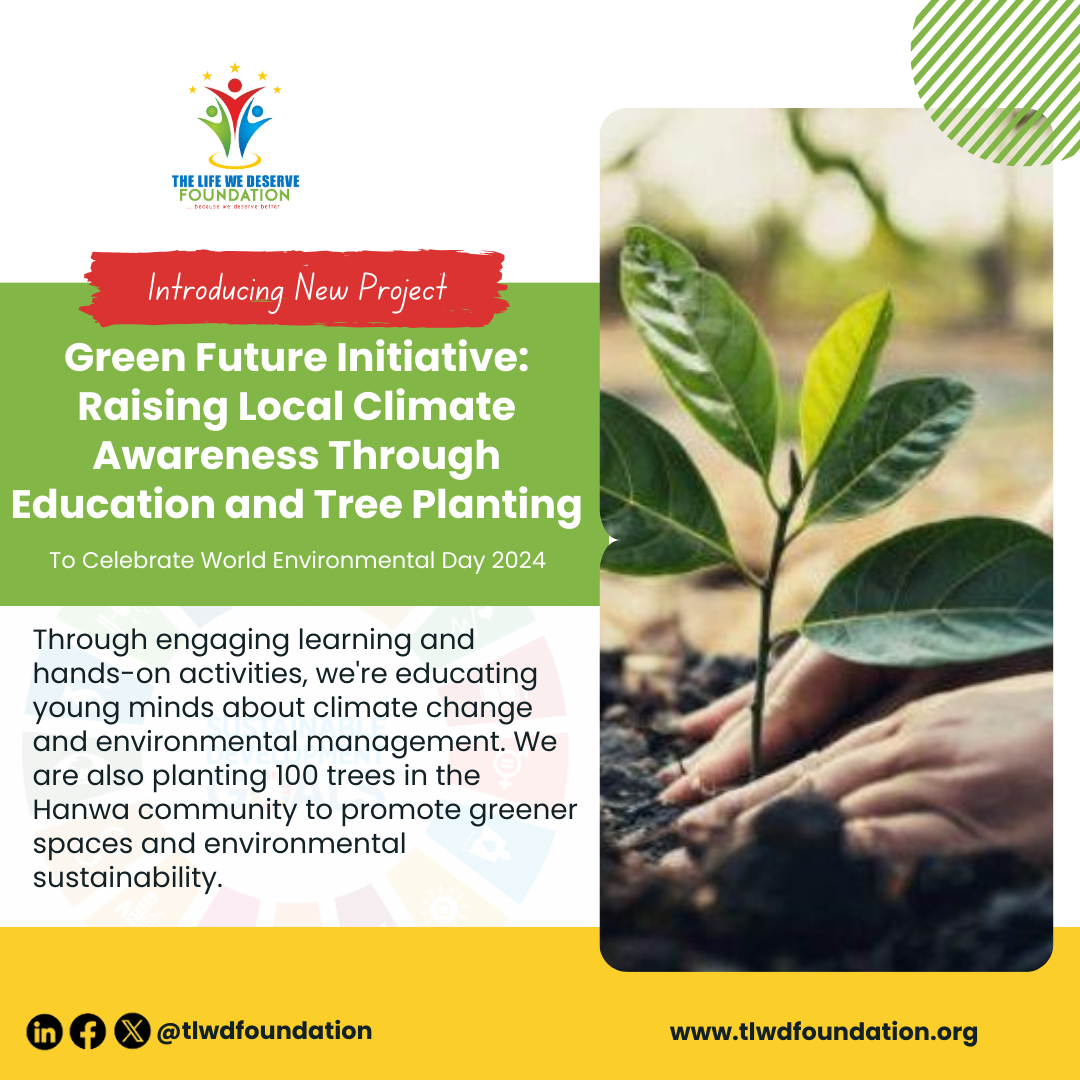 THE LIFE WE DESERVE
FOUNDATION
... because we deserve better
Introducing New Project
Green Future Initiative:
Raising Local Climate
Awareness Through
Education and Tree Planting
To Celebrate World Environmental Day 2024
Through engaging learning and
hands-on activities, we're educating
young minds about climate change
and environmental management. We
are also planting 100 trees in the
Hanwa community to promote greener
spaces and environmental
sustainability.
SUSTAINABLE
DEVELOPMENT
GOALS
@tlwdfoundation
www.tlwdfoundation.org